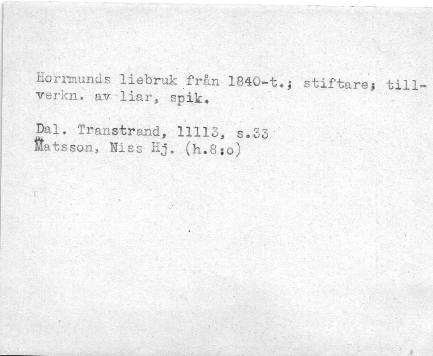 Horrmunds liebruk från 1840-t.; stiftare; till-
verkn. av liar, spik.
Dal. Transtrand, 11113, s.33
Matsson, Niss Hj. (h.8:o)